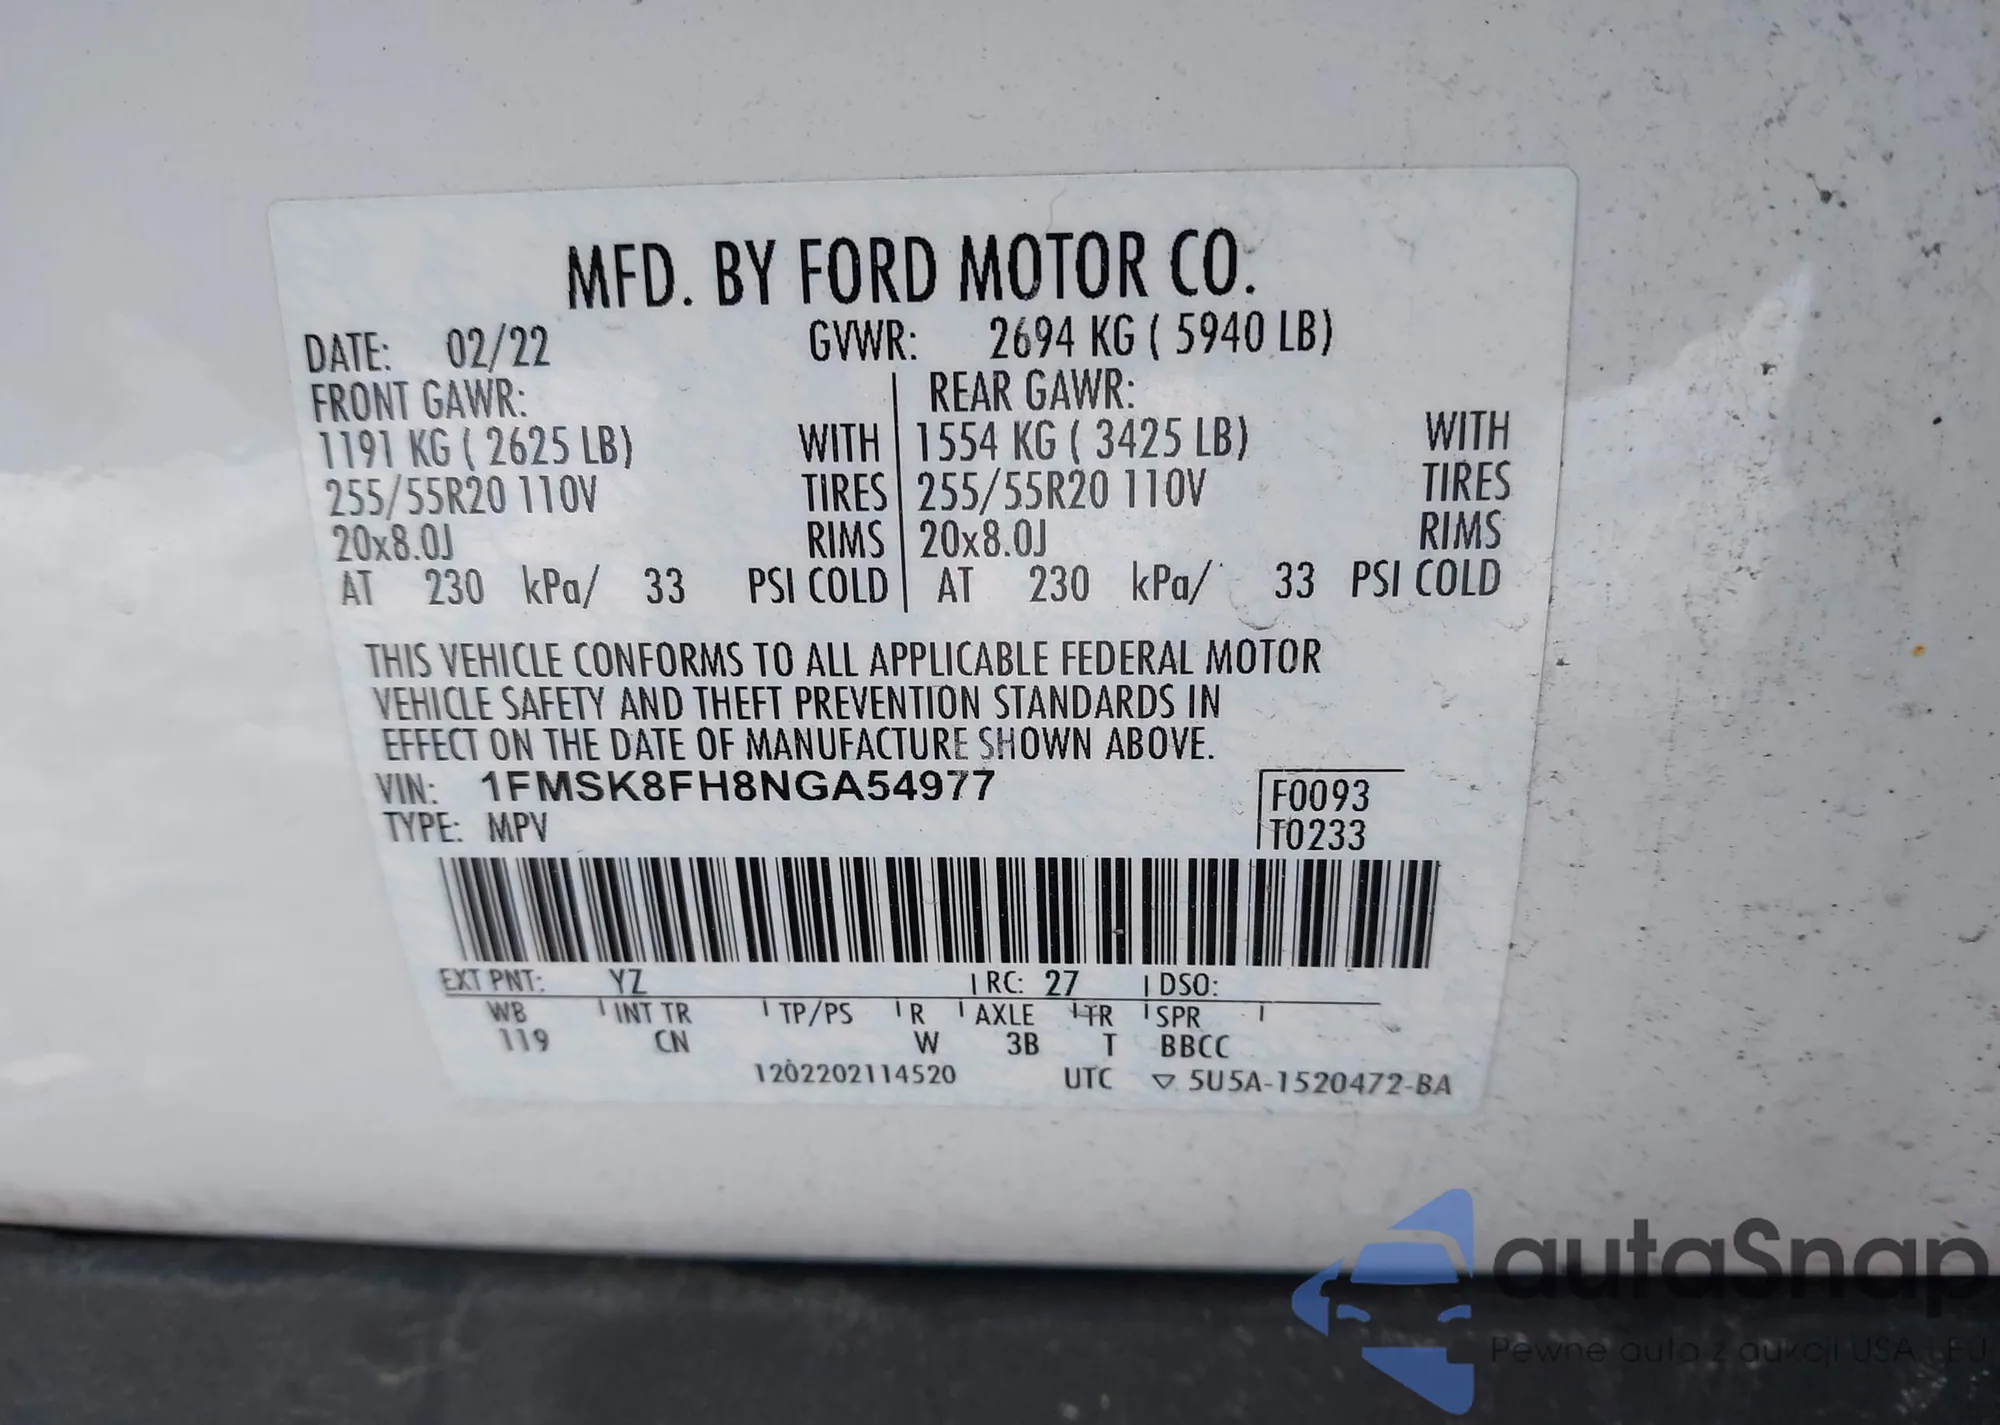 MFD. BY FORD MOTOR CO.
DATE: 02/22 GVWR: 2694 KG ( 5940 LB)
FRONT GAWR: REAR GAWR:
1191 KG ( 2625 LB) WITH 1554 KG ( 3425 LB) WITH
255/55R20 110V TIRES 255/55R20 110V TIRES
20x8.0J RIMS 20x8.0J RIMS
AT 230 kPa/ 33 PSI COLD AT 230 kPa/ 33 PSI COLD
THIS VEHICLE CONFORMS TO ALL APPLICABLE FEDERAL MOTOR
VEHICLE SAFETY AND THEFT PREVENTION STANDARDS IN
EFFECT ON THE DATE OF MANUFACTURE SHOWN ABOVE.
VIN: 1FMSK8FH8NGA54977 F0093
TYPE: MPV T0233
EXT PNT: YZ RC: 27 DSO:
WB INT TR TP/PS R AXLE TR SPR
119 CN W 3B T BBCC
1202202114520 UTC ▽ 5U5A-1520472-BA
autaSnap
Pewne auta z aukcji USA i EU